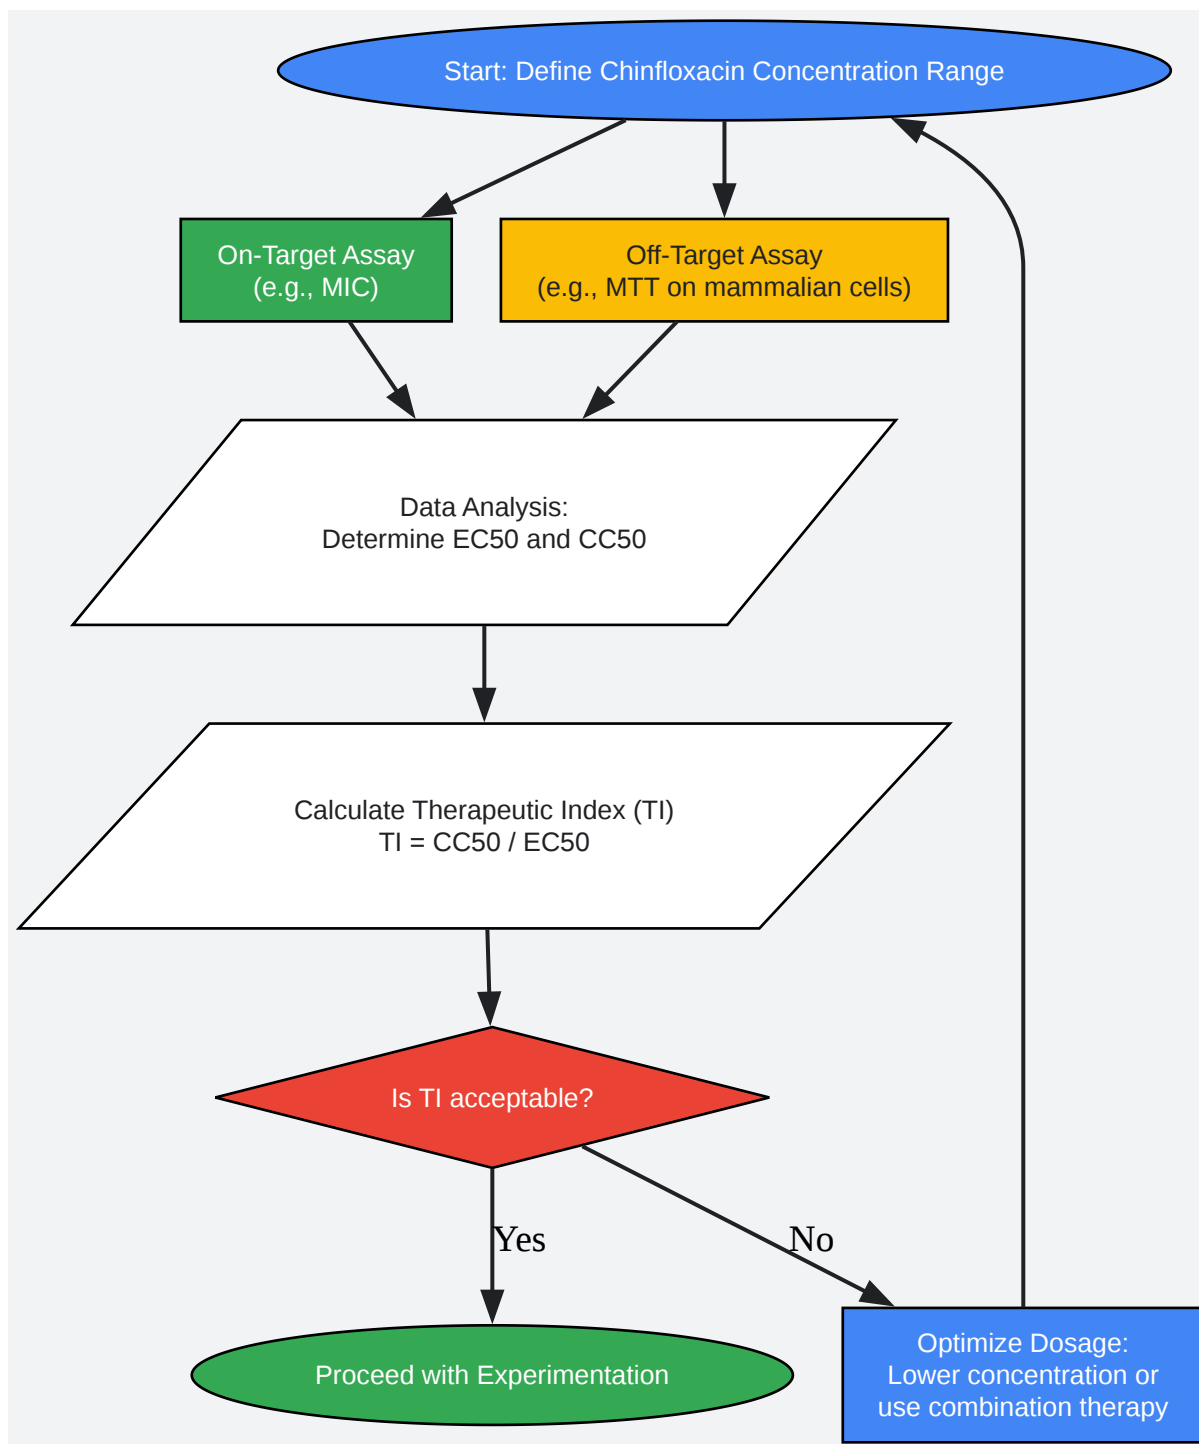 Start: Define Chinfloxacin Concentration Range
On-Target Assay
(e.g., MIC)
Off-Target Assay
(e.g., MTT on mammalian cells)
Data Analysis:
Determine EC50 and CC50
Calculate Therapeutic Index (TI)
TI = CC50 / EC50
Is TI acceptable?
Yes
No
Proceed with Experimentation
Optimize Dosage:
Lower concentration or
use combination therapy